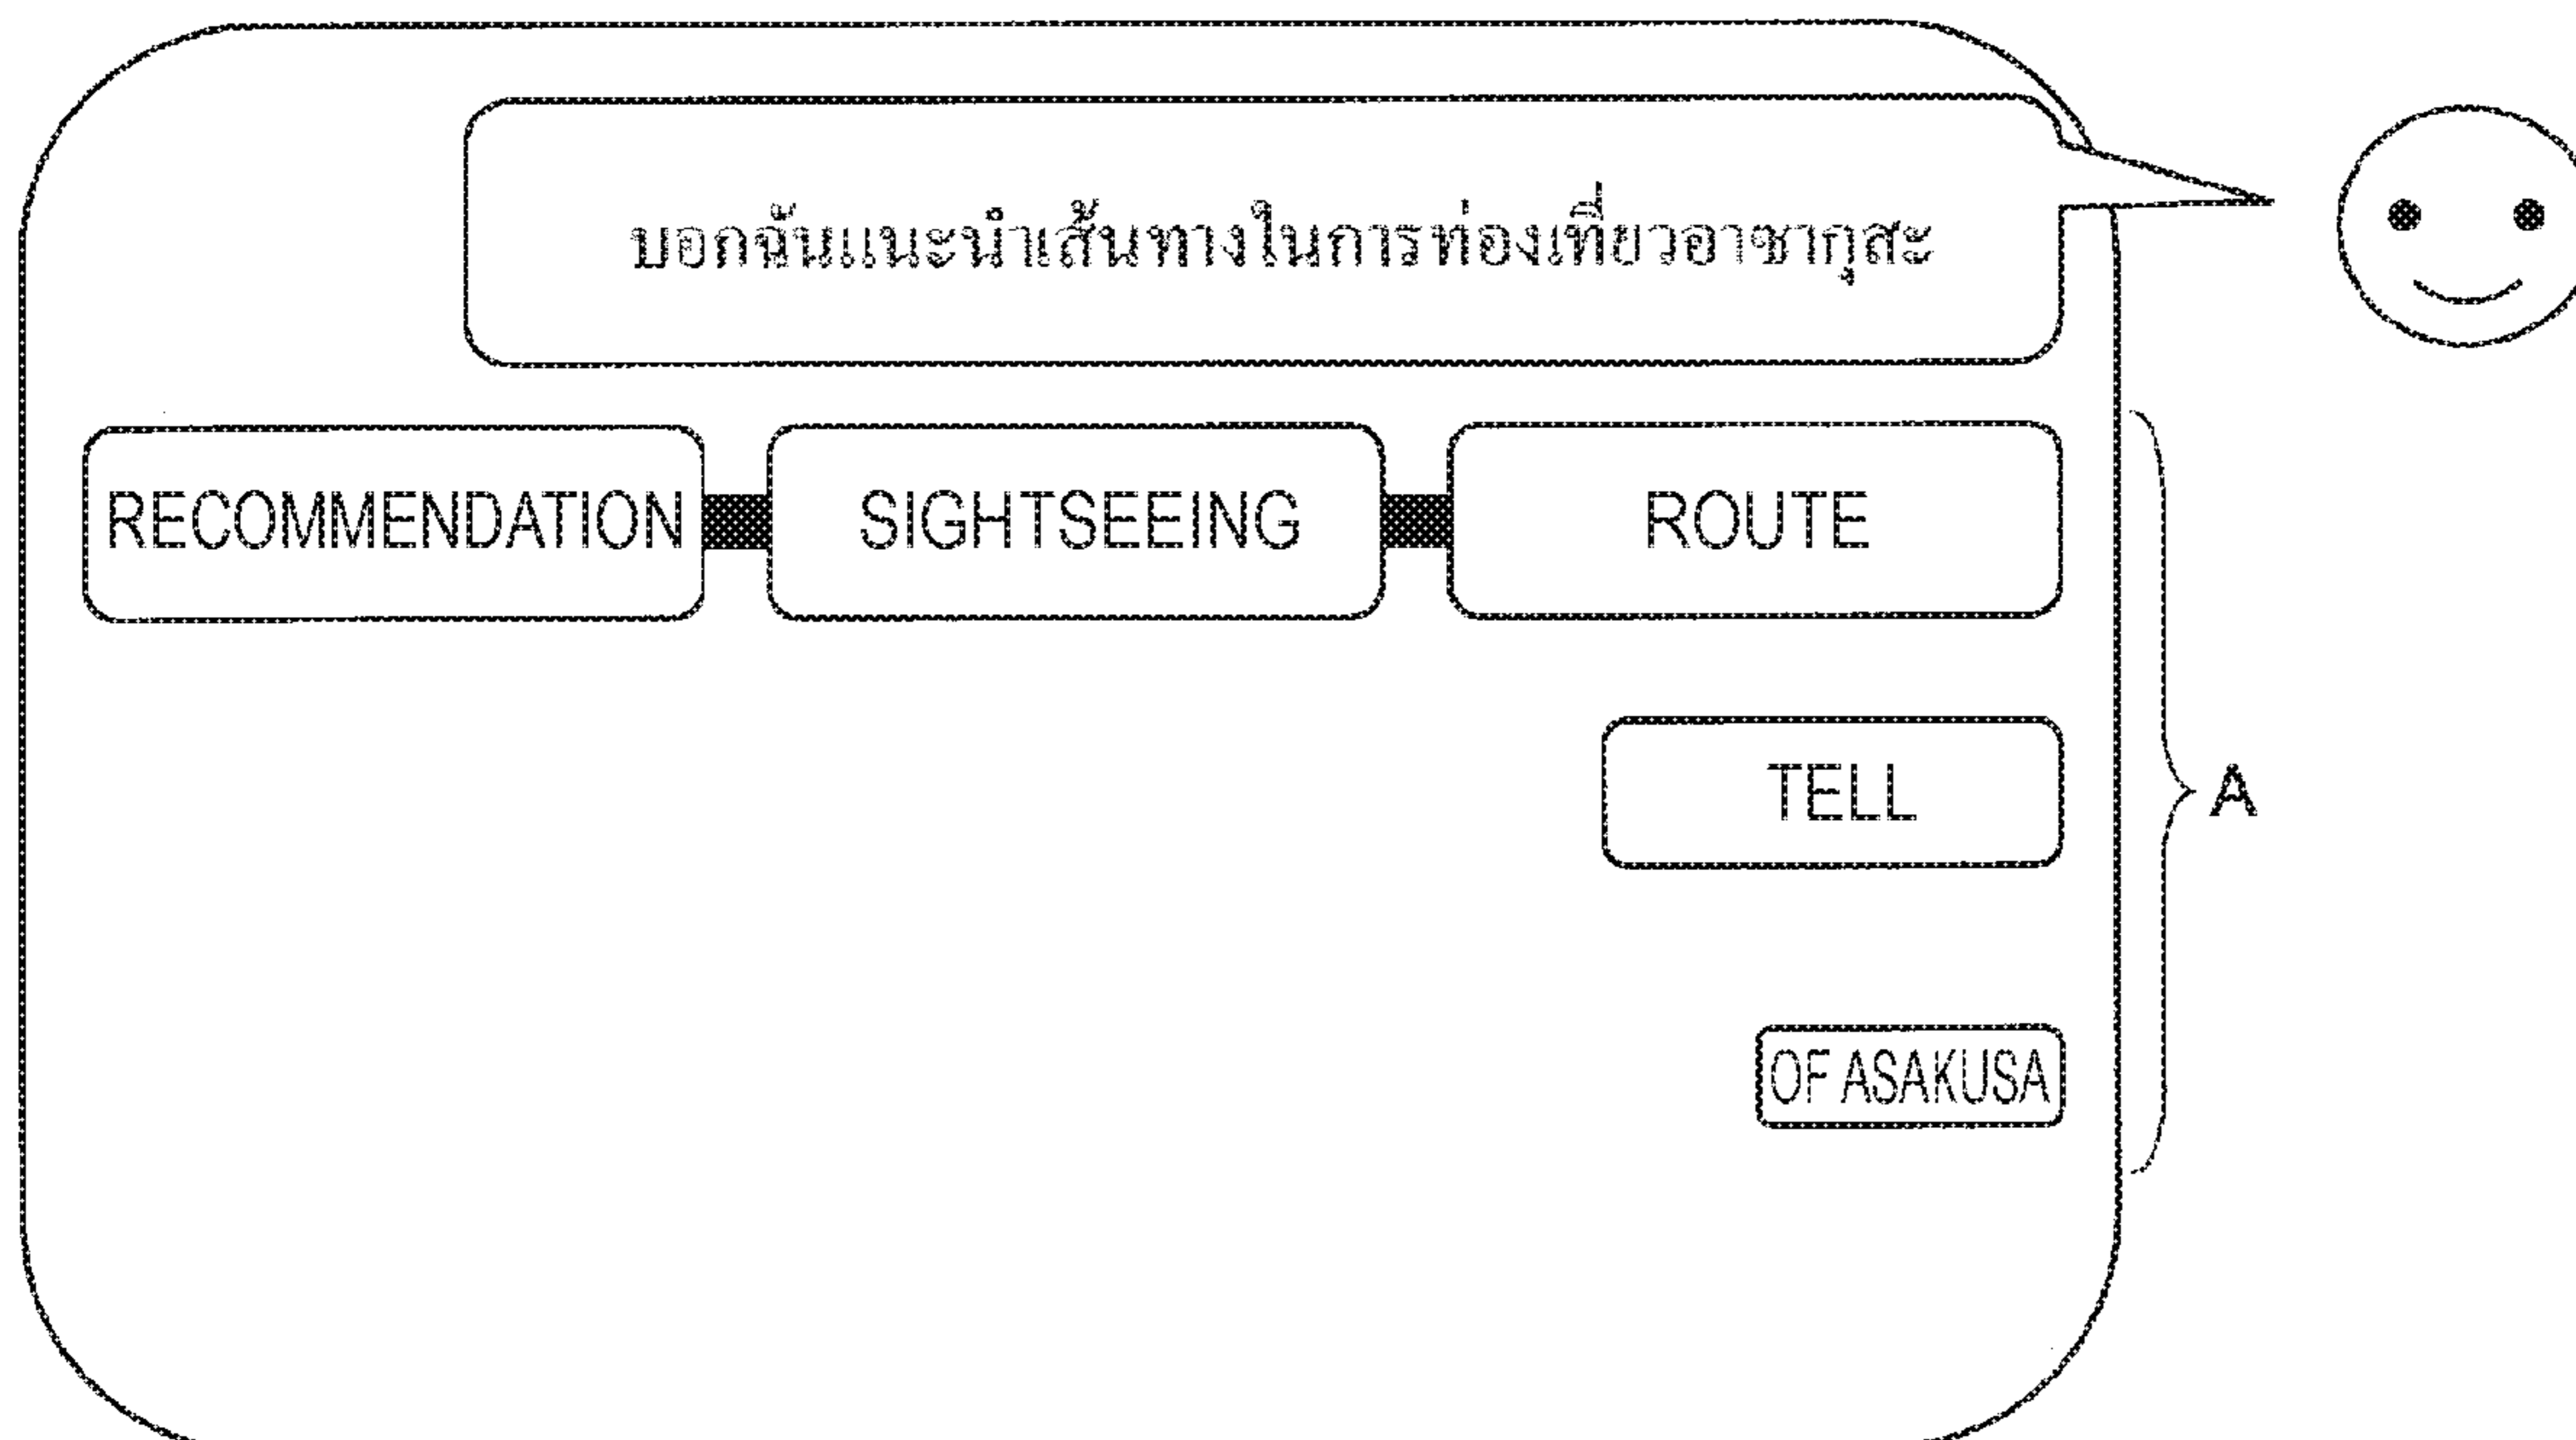 บอกฉันแนะนำเส้นทางในการท่องเที่ยวอาซากุสะ
RECOMMENDATION SIGHTSEEING ROUTE
TELL
A
OF ASAKUSA